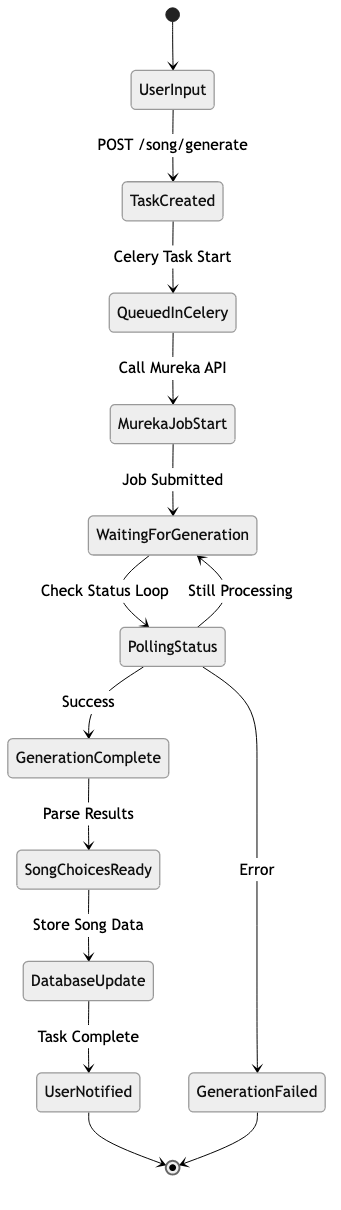 UserInput
POST /song/generate
TaskCreated
Celery Task Start
QueuedInCelery
Call Mureka API
MurekaJobStart
Job Submitted
WaitingForGeneration
Check Status Loop
Still Processing
PollingStatus
Success
GenerationComplete
Parse Results
SongChoicesReady
Error
Store Song Data
DatabaseUpdate
Task Complete
UserNotified
GenerationFailed